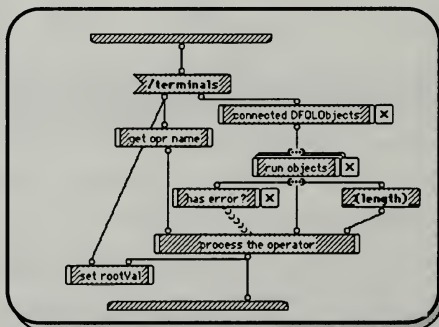 /terminals
connected DFQLObjects
get opr name
run objects
has error?
(length)
process the operator
set rootVal